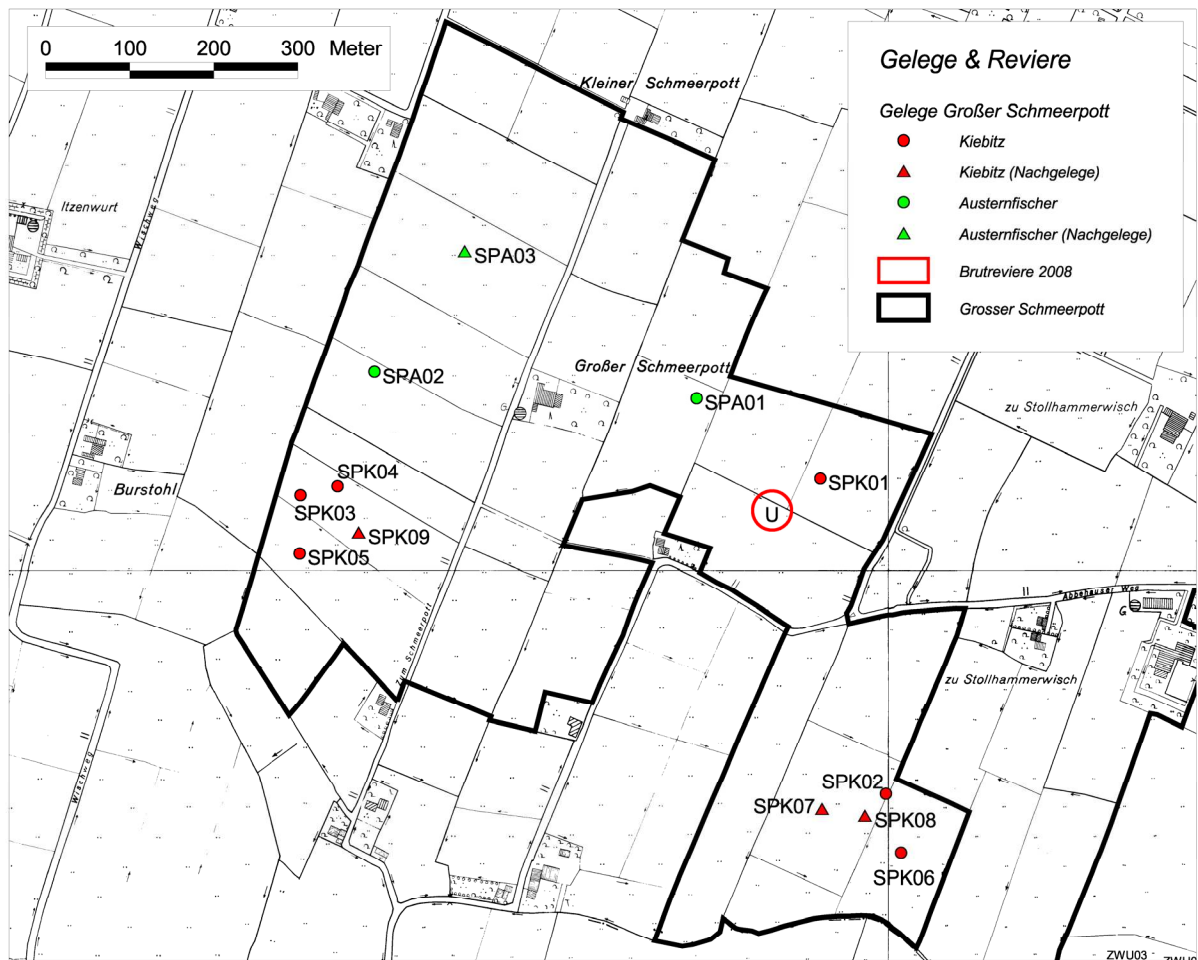 0 100 200 300 Meter
Gelege & Reviere
Gelege Großer Schmeerpott
Kiebitz
Kiebitz (Nachgelege)
Austernfischer
Austernfischer (Nachgelege)
Brutreviere 2008
Grosser Schmeerpott
Kleiner Schmeerpott
Itzenwurt
Wischweg
SPA03
Großer Schmeerpott
SPA02
G
SPA01
zu Stollhammerwisch
Burstohl
SPK04
SPK03
SPK01
U
SPK09
SPK05
Abbehauser Weg
G
zum Schmeerpott
zu Stollhammerwisch
Wischweg
SPK02
SPK07
SPK08
SPK06
ZWU03